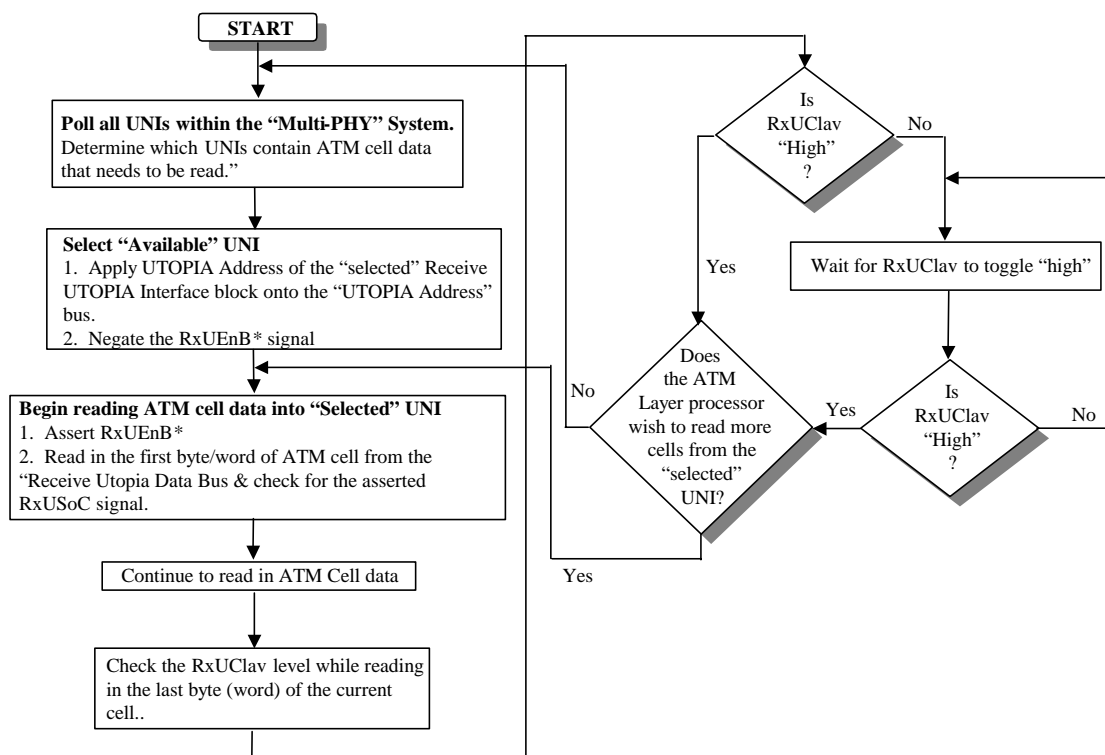 START
Poll all UNIs within the “Multi-PHY” System.
Determine which UNIs contain ATM cell data
that needs to be read.”
Select “Available” UNI
1. Apply UTOPIA Address of the “selected” Receive
UTOPIA Interface block onto the “UTOPIA Address”
bus.
2. Negate the RxUEnB* signal
Begin reading ATM cell data into “Selected” UNI
1. Assert RxUEnB*
2. Read in the first byte/word of ATM cell from the
“Receive Utopia Data Bus & check for the asserted
RxUSoC signal.
Continue to read in ATM Cell data
Check the RxUClav level while reading
in the last byte (word) of the current
cell..
Is
RxUClav
“High”
?
No
Yes
Wait for RxUClav to toggle “high”
Is
RxUClav
“High”
?
No
Yes
Does
the ATM
Layer processor
wish to read more
cells from the
“selected”
UNI?
No
Yes